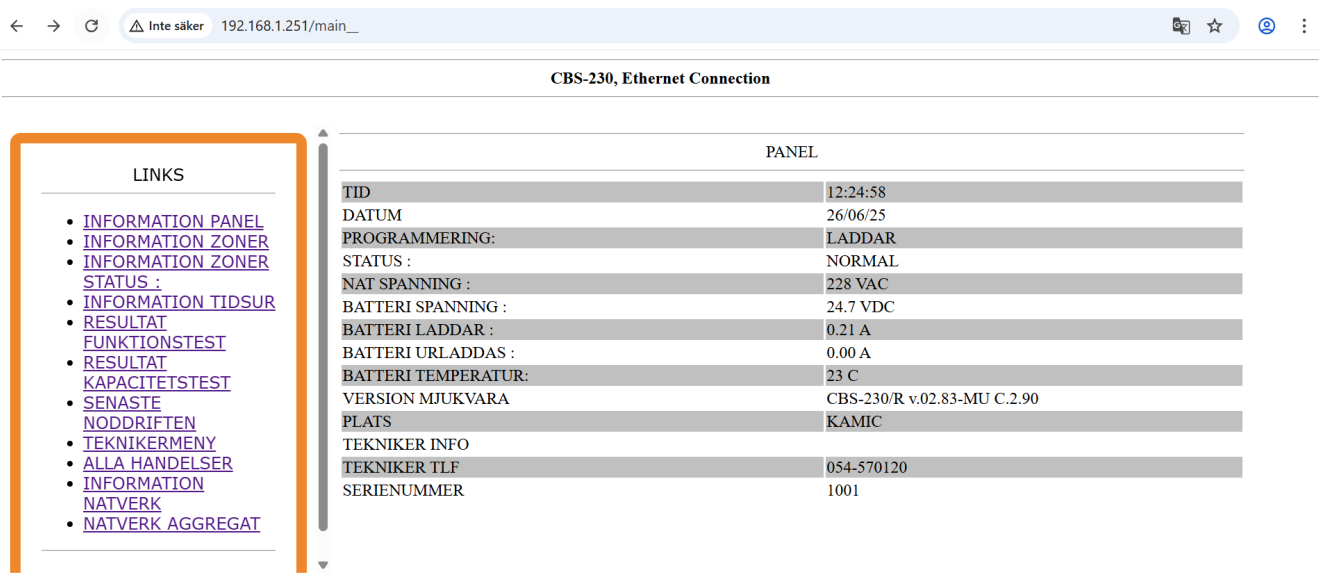 Inte säker 192.168.1.251/main__
CBS-230, Ethernet Connection
LINKS
INFORMATION PANEL
INFORMATION ZONER
INFORMATION ZONER
STATUS :
INFORMATION TIDSUR
RESULTAT
FUNKTIONSTEST
RESULTAT
KAPACITETSTEST
SENASTE
NODDRIFTEN
TEKNIKERMENY
ALLA HANDELSER
INFORMATION
NATVERK
NATVERK AGGREGAT
PANEL
TID 12:24:58
DATUM 26/06/25
PROGRAMMERING: LADDAR
STATUS : NORMAL
NAT SPANNING : 228 VAC
BATTERI SPANNING : 24.7 VDC
BATTERI LADDAR : 0.21 A
BATTERI URLADDAS : 0.00 A
BATTERI TEMPERATUR: 23 C
VERSION MJUKVARA CBS-230/R v.02.83-MU C.2.90
PLATS KAMIC
TEKNIKER INFO
TEKNIKER TLF 054-570120
SERIENUMMER 1001